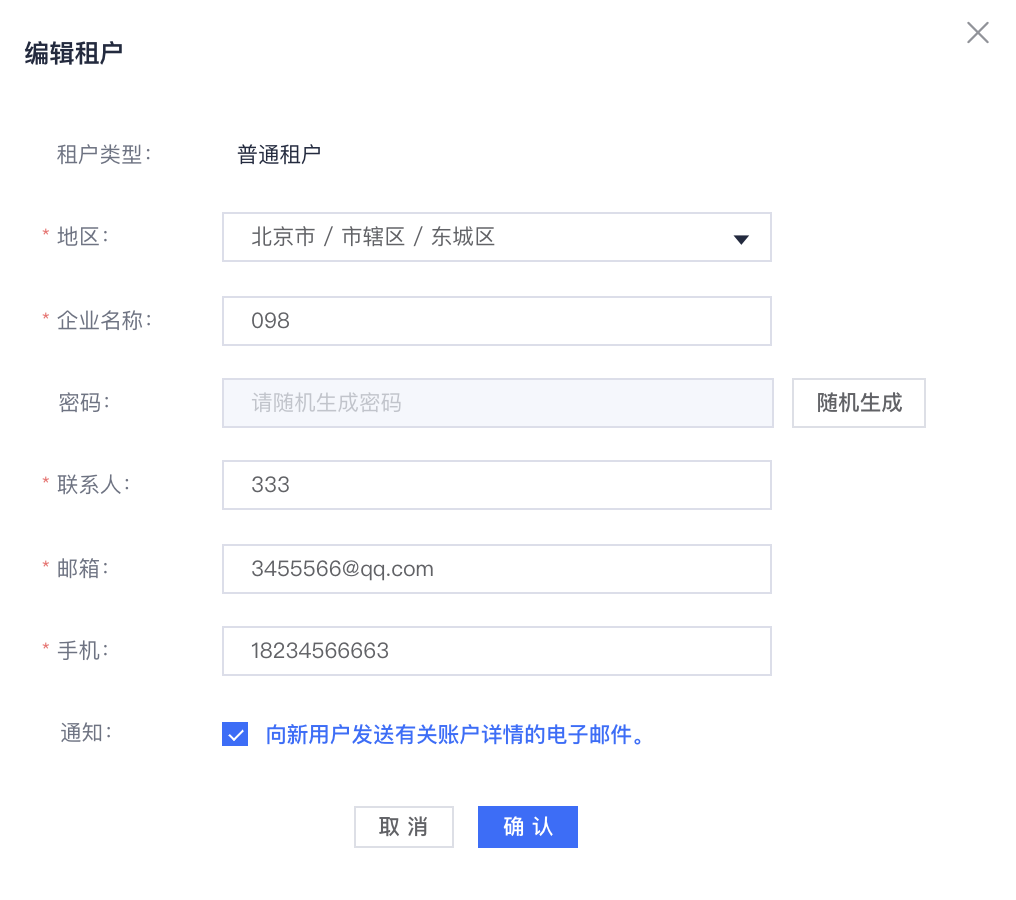 编辑租户
租户类型: 普通租户
* 地区: 北京市 / 市辖区 / 东城区
* 企业名称: 098
密码: 请随机生成密码 随机生成
* 联系人: 333
* 邮箱: 3455566@qq.com
* 手机: 18234566663
通知: 向新用户发送有关账户详情的电子邮件。
取 消 确 认